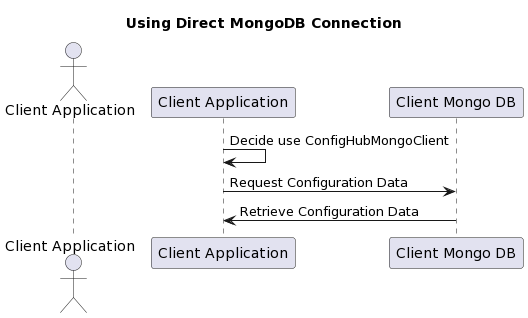 Using Direct MongoDB Connection
Client Application
Client Application
Client Mongo DB
Decide use ConfigHubMongoClient
Request Configuration Data
Retrieve Configuration Data
Client Application
Client Application
Client Mongo DB